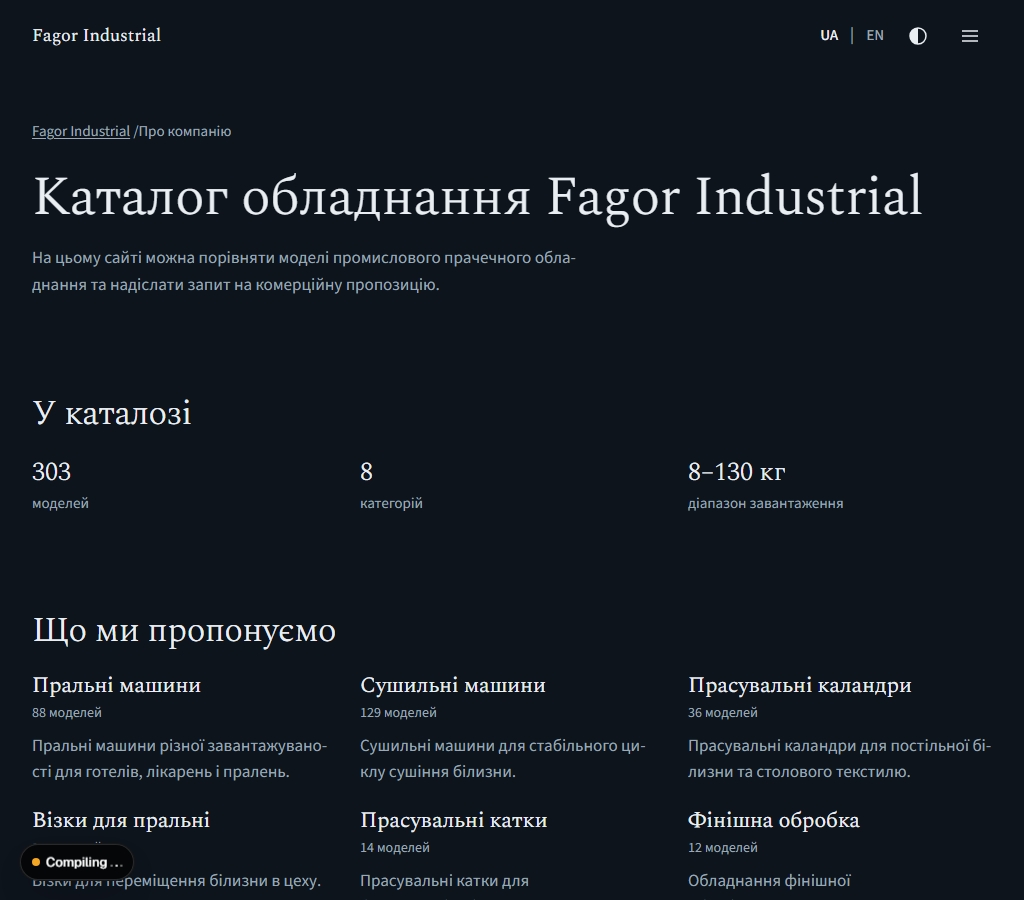 Fagor Industrial
UA | EN
Fagor Industrial /Про компанію
Каталог обладнання Fagor Industrial
На цьому сайті можна порівняти моделі промислового прачечного обла-
днання та надіслати запит на комерційну пропозицію.
У каталозі
303
моделей
8
категорій
8–130 кг
діапазон завантаження
Що ми пропонуємо
Пральні машини
88 моделей
Пральні машини різної завантажувано-
сті для готелів, лікарень і пралень.
Сушильні машини
129 моделей
Сушильні машини для стабільного ци-
клу сушіння білизни.
Прасувальні каландри
36 моделей
Прасувальні каландри для постільної бі-
лизни та столового текстилю.
Візки для пральні
Візки для переміщення білизни в цеху.
Прасувальні катки
14 моделей
Прасувальні катки для
Фінішна обробка
12 моделей
Обладнання фінішної
Compiling ...